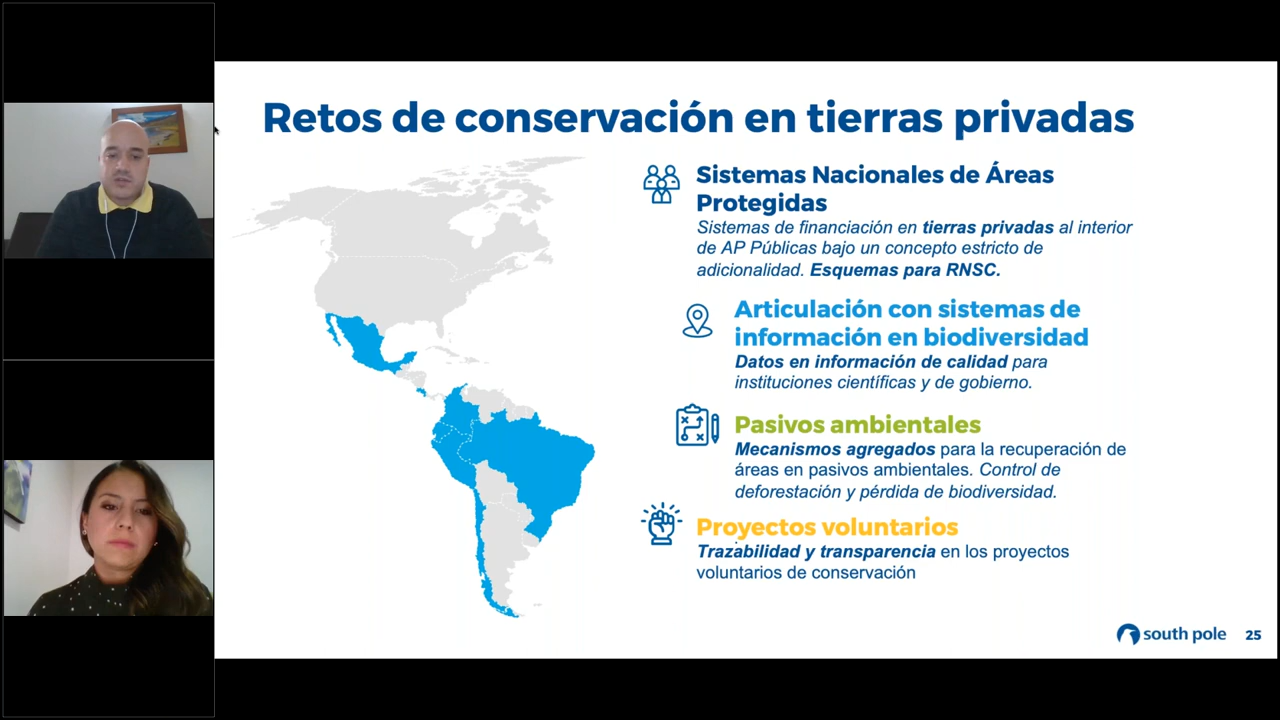 Retos de conservación en tierras privadas
Sistemas Nacionales de Áreas
Protegidas
Sistemas de financiación en tierras privadas al interior
de AP Públicas bajo un concepto estricto de
adicionalidad. Esquemas para RNSC.
Articulación con sistemas de
información en biodiversidad
Datos en información de calidad para
instituciones científicas y de gobierno.
Pasivos ambientales
Mecanismos agregados para la recuperación de
áreas en pasivos ambientales. Control de
deforestación y pérdida de biodiversidad.
Proyectos voluntarios
Trazabilidad y transparencia en los proyectos
voluntarios de conservación
south pole 25